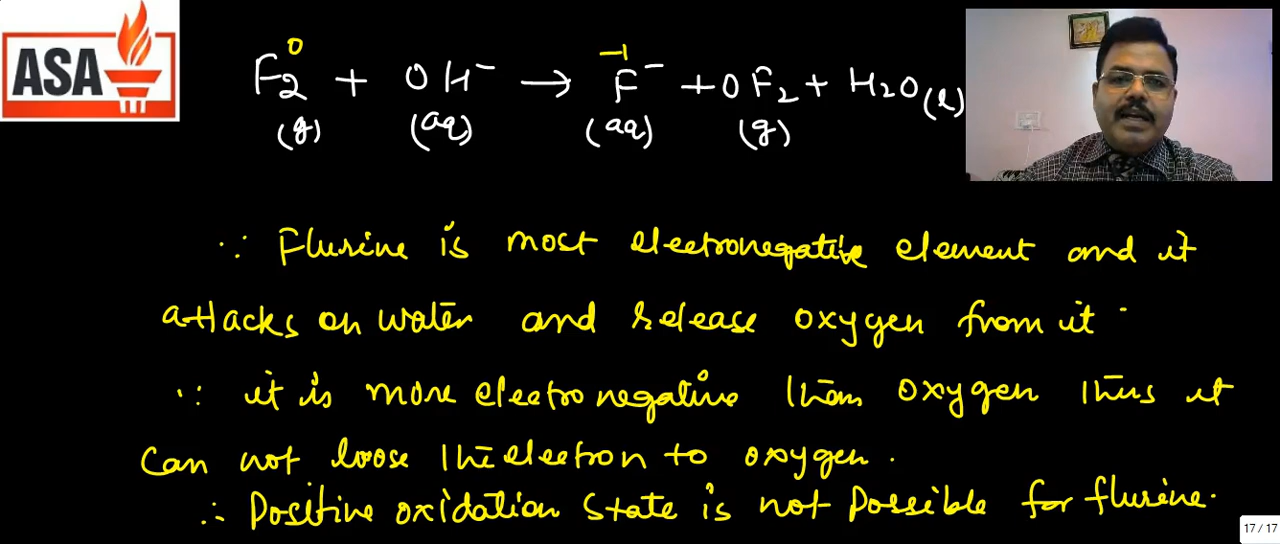 ASA
0 -1
F2 + OH⁻ → F⁻ + OF2 + H2O(l)
(g) (aq) (aq) (g)
∵ Flurine is most electronegative element and it
attacks on water and release oxygen from it.
∵ it is more electronegative than oxygen thus it
can not loose the electron to oxygen.
∴ Positive oxidation state is not possible for flurine.
17 / 17